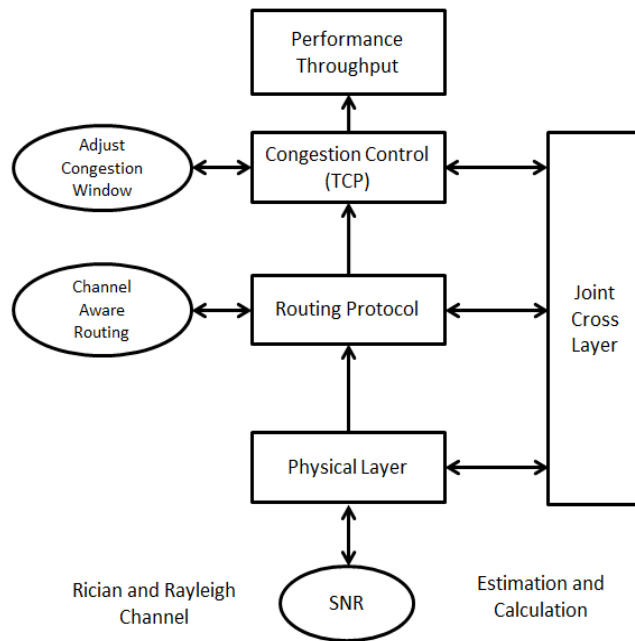 Performance
Throughput
Adjust
Congestion
Window
Congestion Control
(TCP)
Channel
Aware
Routing
Routing Protocol
Joint
Cross
Layer
Physical Layer
Rician and Rayleigh
Channel
SNR
Estimation and
Calculation